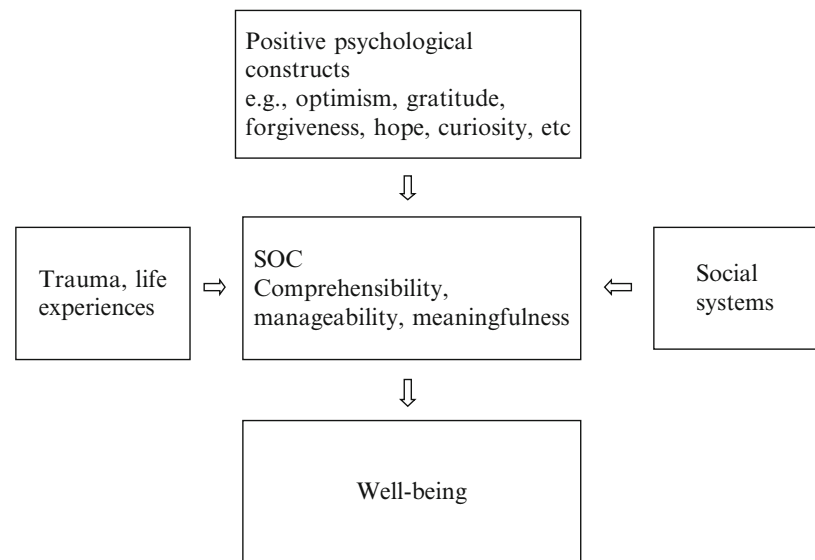 Positive psychological
constructs
e.g., optimism, gratitude,
forgiveness, hope, curiosity, etc
Trauma, life
experiences
SOC
Comprehensibility,
manageability, meaningfulness
Social
systems
Well-being